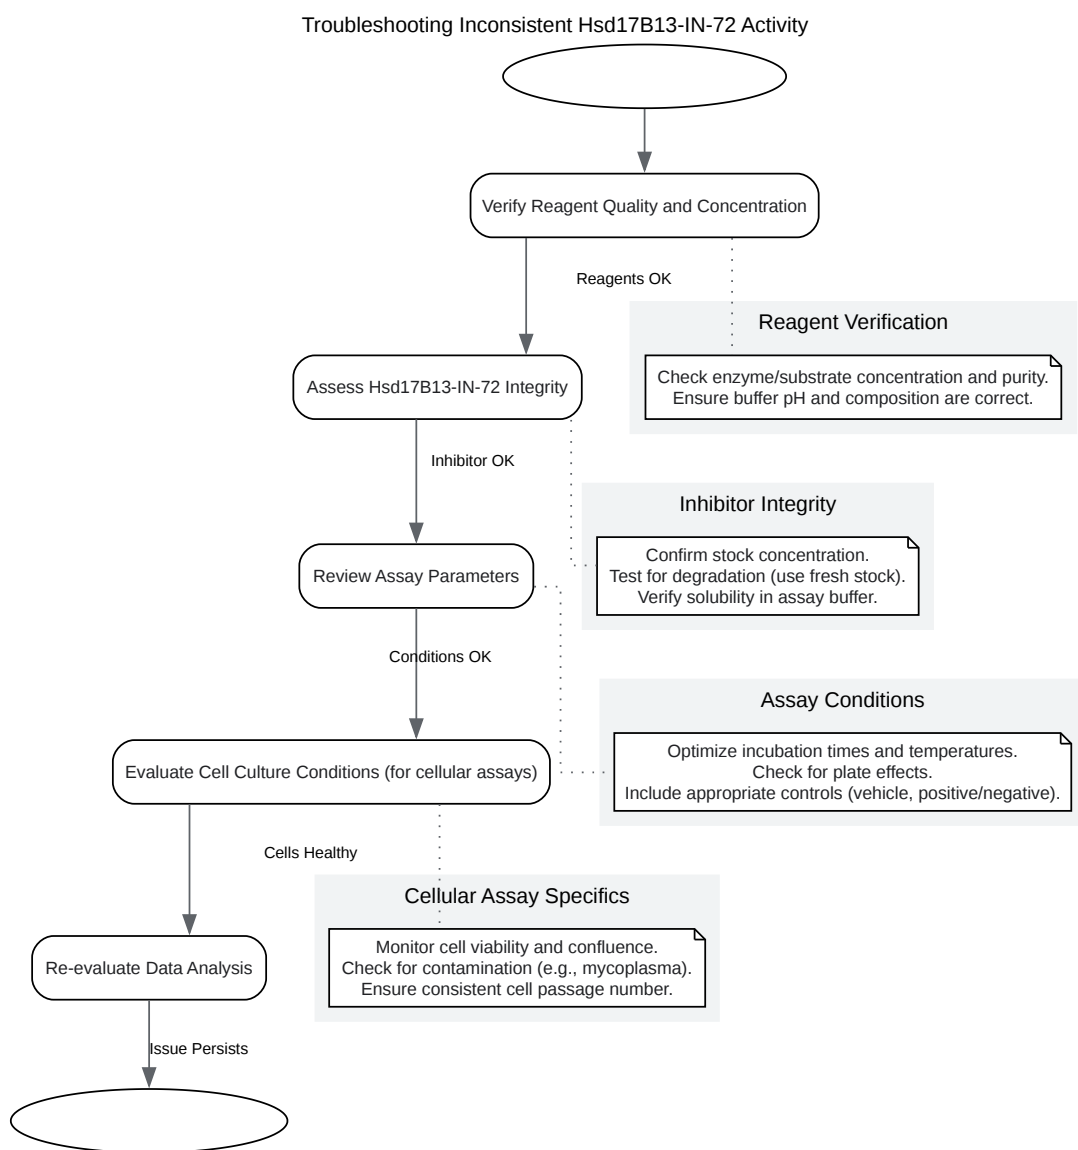 Troubleshooting Inconsistent Hsd17B13-IN-72 Activity
Verify Reagent Quality and Concentration
Reagents OK
Reagent Verification
Check enzyme/substrate concentration and purity.
Ensure buffer pH and composition are correct.
Assess Hsd17B13-IN-72 Integrity
Inhibitor OK
Inhibitor Integrity
Confirm stock concentration.
Test for degradation (use fresh stock).
Verify solubility in assay buffer.
Review Assay Parameters
Conditions OK
Assay Conditions
Optimize incubation times and temperatures.
Check for plate effects.
Include appropriate controls (vehicle, positive/negative).
Evaluate Cell Culture Conditions (for cellular assays)
Cells Healthy
Cellular Assay Specifics
Monitor cell viability and confluence.
Check for contamination (e.g., mycoplasma).
Ensure consistent cell passage number.
Re-evaluate Data Analysis
Issue Persists